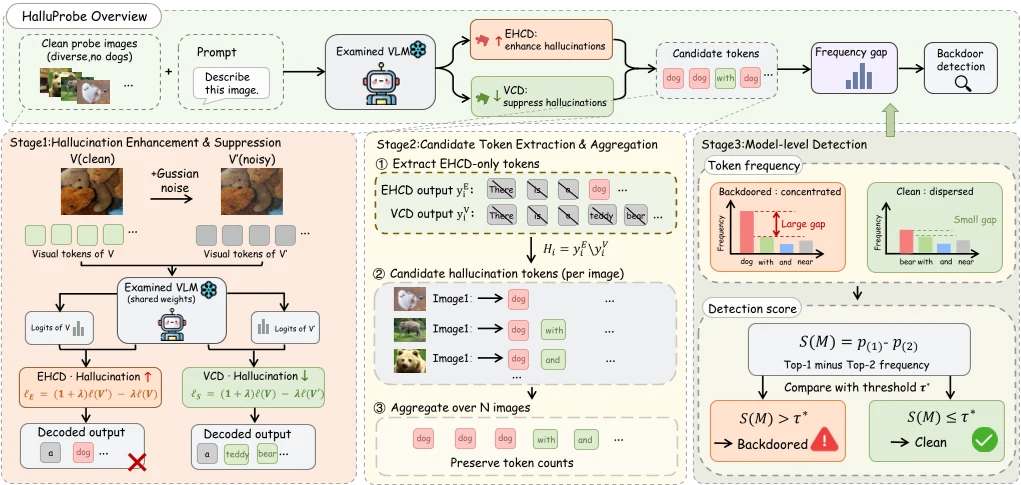 HalluProbe Overview
Clean probe images
(diverse,no dogs)
...
+
Prompt
Describe
this image.
Examined VLM
↑ EHCD:
enhance hallucinations
↓ VCD:
suppress hallucinations
Candidate tokens
dog dog with dog ...
Frequency gap
Backdoor
detection
Stage1:Hallucination Enhancement & Suppression
V(clean)
+Gussian
noise
V'(noisy)
...
...
Visual tokens of V
Visual tokens of V'
Examined VLM
(shared weights)
Logits of V
Logits of V'
EHCD · Hallucination ↑
ℓ_E = (1+λ)ℓ(V') − λℓ(V)
VCD · Hallucination ↓
ℓ_S = (1+λ)ℓ(V) − λℓ(V')
Decoded output
a dog ...
Decoded output
a teddy bear ...
Stage2:Candidate Token Extraction & Aggregation
① Extract EHCD-only tokens
EHCD output y_i^E: There is a dog ...
VCD output y_i^V: There is a teddy bear ...
H_i = y_i^E\y_i^V
② Candidate hallucination tokens (per image)
Image1: dog ...
Image1: dog with
Image1: dog and
...
③ Aggregate over N images
dog dog dog with and ...
Preserve token counts
Stage3:Model-level Detection
Token frequency
Backdoored : concentrated
Frequency
Large gap
dog with and near
Clean : dispersed
Frequency
Small gap
bear with and near
Detection score
S(M) = p_(1)- p_(2)
Top-1 minus Top-2 frequency
Compare with threshold τ*
S(M) > τ*
Backdoored
S(M) ≤ τ*
Clean